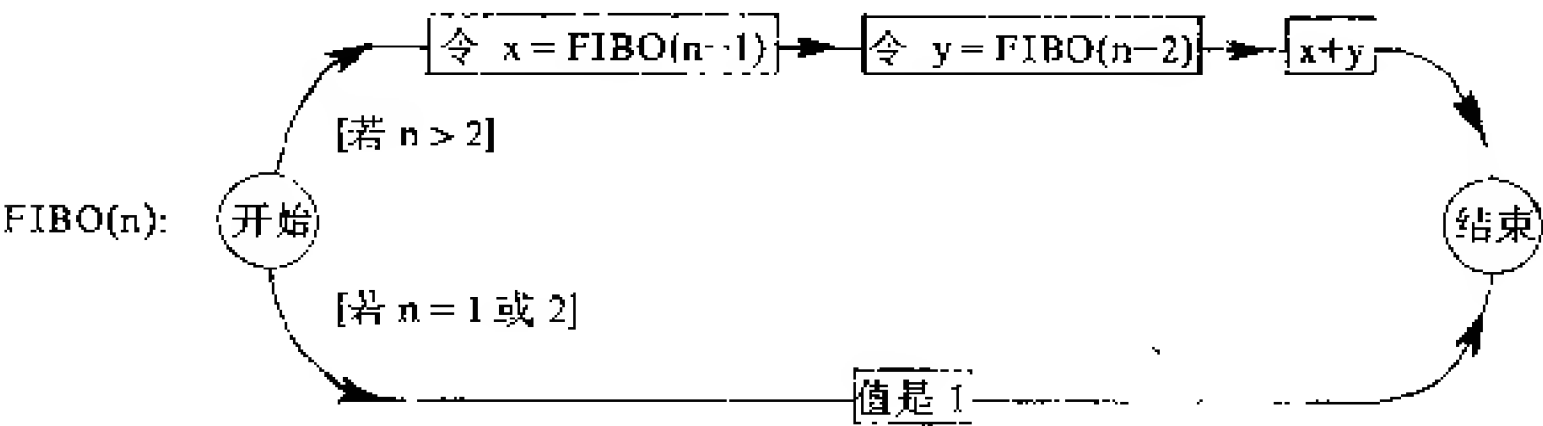 令 x = FIBO(n-1) 令 y = FIBO(n-2) x+y
[若 n > 2]
FIBO(n): 开始 结束
[若 n = 1 或 2]
值是 1